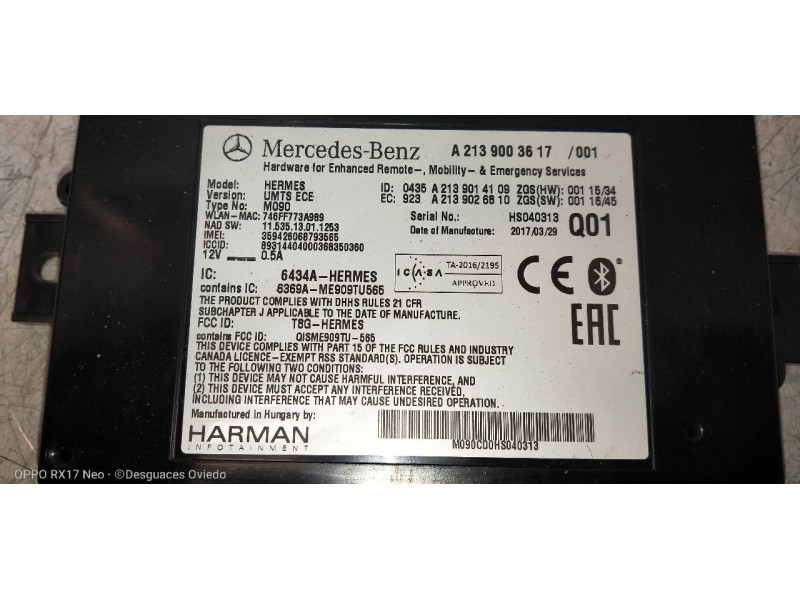 Mercedes-Benz A 213 900 36 17 /001
Hardware for Enhanced Remote-, Mobility- & Emergency Services
Model: HERMES ID: 0435 A 213 901 41 09 ZGS(HW): 001 15/34
Version: UMTS ECE EC: 923 A 213 902 68 10 ZGS(SW): 001 16/45
Type No: M090
WLAN-MAC: 746FF773A989 Serial No.: HS040313
NAD SW: 11.535.13.01.1253 Date of Manufacture: 2017/03/29 Q01
IMEI: 359426068793565
ICCID: 89314404000368350360
12V 0.5A
ICASA TA-2016/2195 APPROVED
CE
IC: 6434A-HERMES
contains IC: 6369A-ME909TU565
THE PRODUCT COMPLIES WITH DHHS RULES 21 CFR
SUBCHAPTER J APPLICABLE TO THE DATE OF MANUFACTURE.
EAC
FCC ID: T8G-HERMES
contains FCC ID: QISME909TU-565
THIS DEVICE COMPLIES WITH PART 15 OF THE FCC RULES AND INDUSTRY
CANADA LICENCE-EXEMPT RSS STANDARD(S). OPERATION IS SUBJECT
TO THE FOLLOWING TWO CONDITIONS:
(1) THIS DEVICE MAY NOT CAUSE HARMFUL INTERFERENCE, AND
(2) THIS DEVICE MUST ACCEPT ANY INTERFERENCE RECEIVED,
INCLUDING INTERFERENCE THAT MAY CAUSE UNDESIRED OPERATION.
Manufactured in Hungary by:
HARMAN
INFOTAINMENT
M090CD0HS040313
OPPO RX17 Neo · ©Desguaces Oviedo